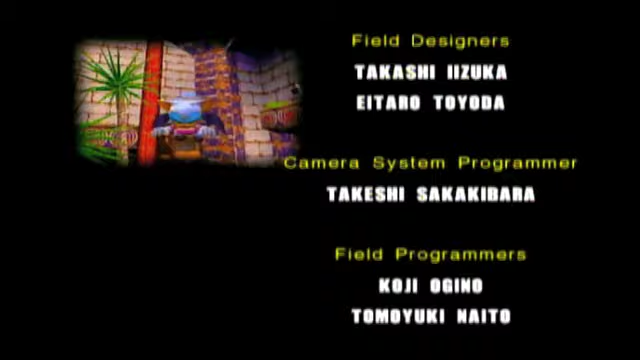 Field Designers
TAKASHI IIZUKA
EITARO TOYODA
Camera System Programmer
TAKESHI SAKAKIBARA
Field Programmers
KOJI OGINO
TOMOYUKI NAITO